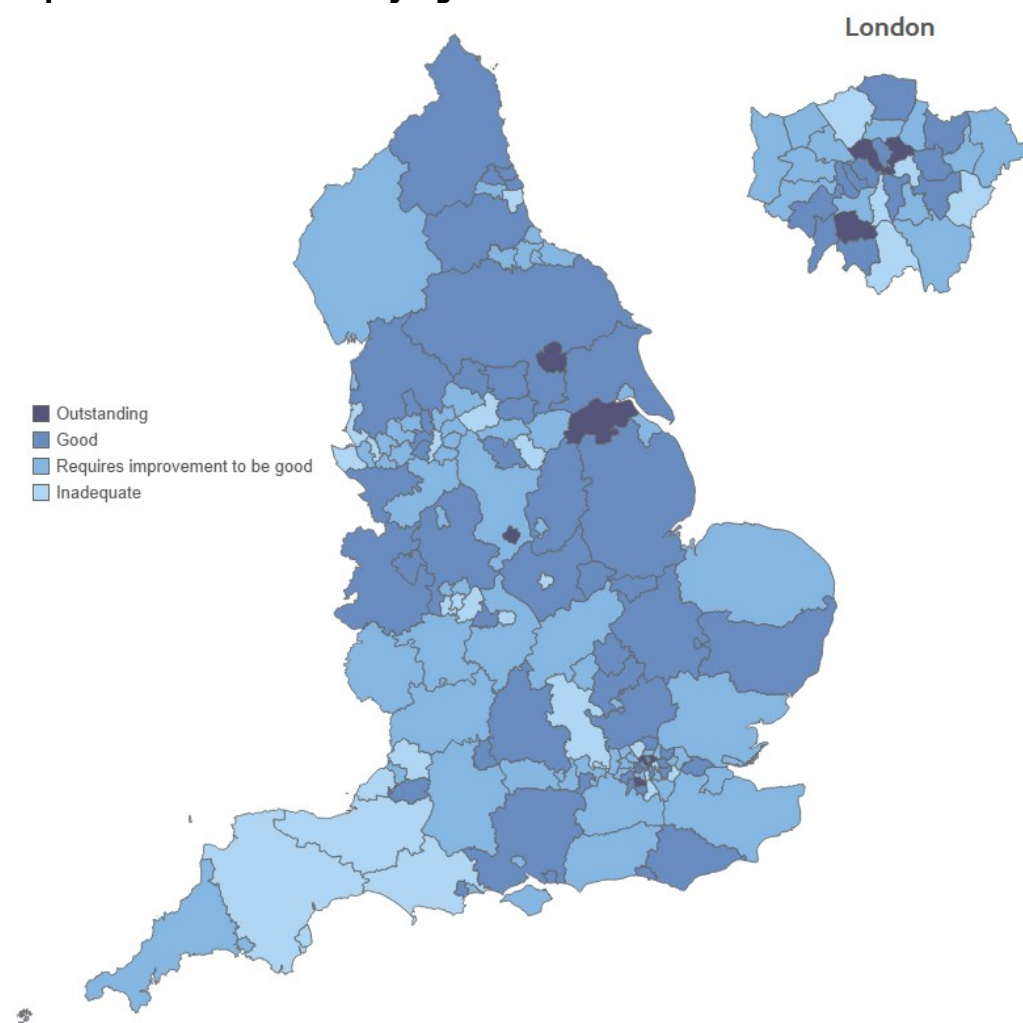 London
Outstanding
Good
Requires improvement to be good
Inadequate